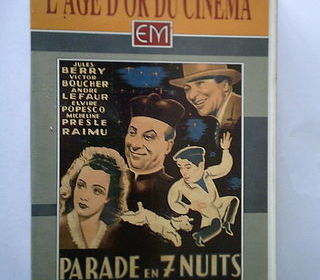 L'AGE D'OR DU CINEMA
EM
JULES
BERRY
VICTOR
BOUCHER
ANDRÉ
LEFAUR
ELVIRE
POPESCO
MICHELINE
PRESLE
RAIMU
PARADE EN 7 NUITS